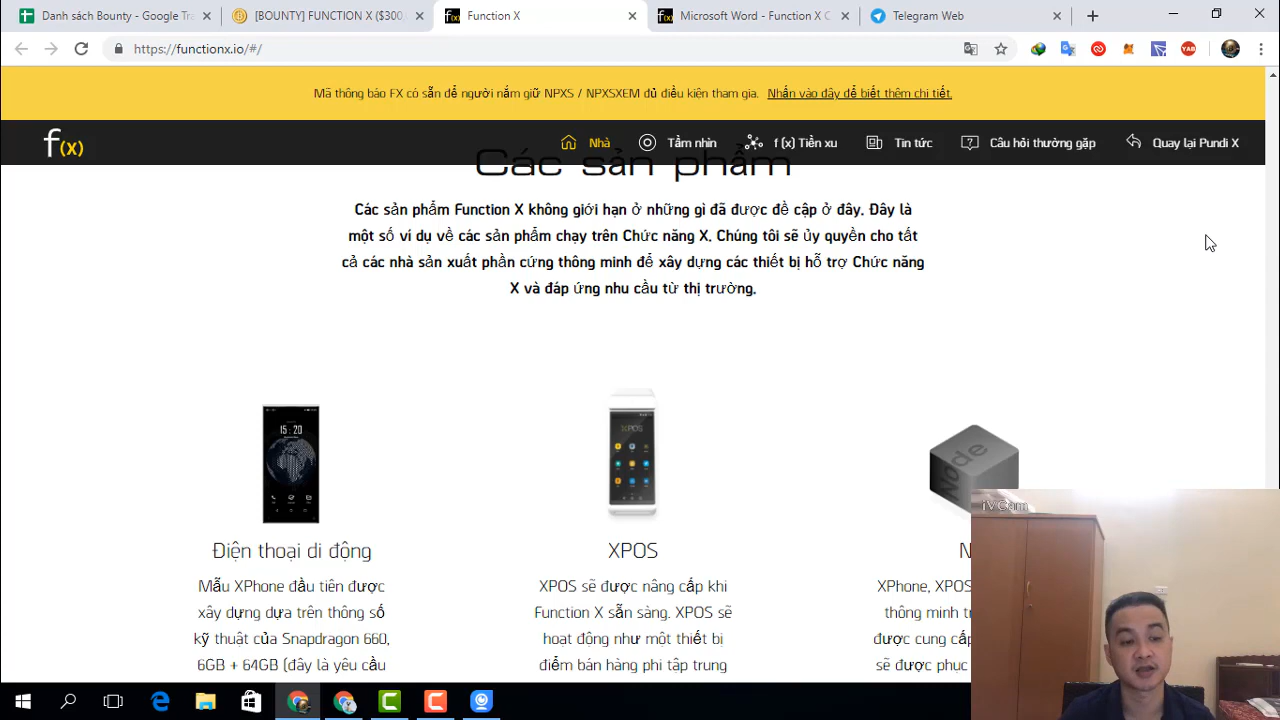 Danh sách Bounty - Google T
[BOUNTY] FUNCTION X ($30
Function X
Microsoft Word - Function X C
Telegram Web
https://functionx.io/#/
YAB
Mã thông báo FX có sẵn để người nắm giữ NPXS / NPXSXEM đủ điều kiện tham gia. Nhấn vào đây để biết thêm chi tiết.
f(x)
Nhà
Tầm nhìn
f (x) Tiền xu
Tin tức
Câu hỏi thường gặp
Quay lại Pundi X
Các sản phẩm
Các sản phẩm Function X không giới hạn ở những gì đã được đề cập ở đây. Đây là
một số ví dụ về các sản phẩm chạy trên Chức năng X. Chúng tôi sẽ ủy quyền cho tất
cả các nhà sản xuất phần cứng thông minh để xây dựng các thiết bị hỗ trợ Chức năng
X và đáp ứng nhu cầu từ thị trường.
15:20
XPOS
Node
iVCam
Điện thoại di động
Mẫu XPhone đầu tiên được
xây dựng dựa trên thông số
kỹ thuật của Snapdragon 660,
6GB + 64GB (đây là yêu cầu
XPOS
XPOS sẽ được nâng cấp khi
Function X sẵn sàng. XPOS sẽ
hoạt động như một thiết bị
điểm bán hàng phi tập trung
N
XPhone, XPOS
thông minh tr
được cung cấp
sẽ được phục